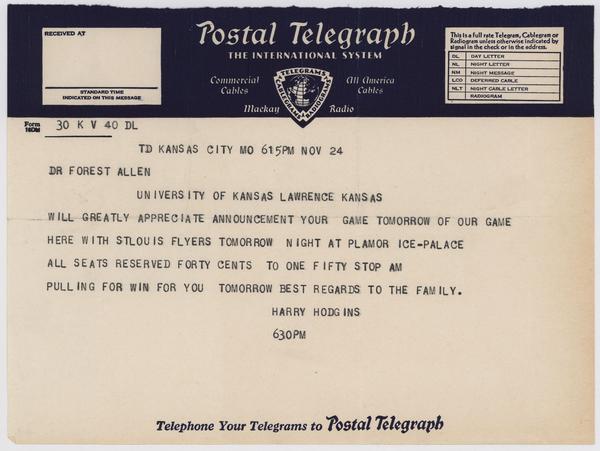 RECEIVED AT
STANDARD TIME
INDICATED ON THIS MESSAGE
Postal Telegraph
THE INTERNATIONAL SYSTEM
Commercial Cables
All America Cables
TELEGRAMS
CABLEGRAMS
RADIOGRAMS
Mackay Radio
This is a full rate Telegram, Cablegram or
Radiogram unless otherwise indicated by
signal in the check or in the address.
DL DAY LETTER
NL NIGHT LETTER
NM NIGHT MESSAGE
LCO DEFERRED CABLE
NLT NIGHT CABLE LETTER
RADIOGRAM
Form 30 K V 40 DL
TD KANSAS CITY MO 615PM NOV 24
DR FOREST ALLEN
UNIVERSITY OF KANSAS LAWRENCE KANSAS
WILL GREATLY APPRECIATE ANNOUNCEMENT YOUR GAME TOMORROW OF OUR GAME
HERE WITH STLOUIS FLYERS TOMORROW NIGHT AT PLAMOR ICE-PALACE
ALL SEATS RESERVED FORTY CENTS TO ONE FIFTY STOP AM
PULLING FOR WIN FOR YOU TOMORROW BEST REGARDS TO THE FAMILY.
HARRY HODGINS
630PM
Telephone Your Telegrams to Postal Telegraph